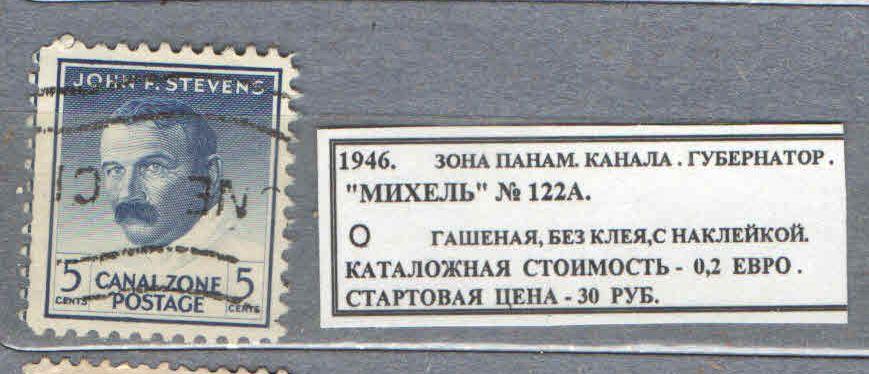 JOHN F. STEVENS
5 CANAL ZONE 5
CENTS POSTAGE CENTS
1946. ЗОНА ПАНАМ. КАНАЛА . ГУБЕРНАТОР .
"МИХЕЛЬ" № 122А.
О ГАШЕНАЯ, БЕЗ КЛЕЯ,С НАКЛЕЙКОЙ.
КАТАЛОЖНАЯ СТОИМОСТЬ - 0,2 ЕВРО .
СТАРТОВАЯ ЦЕНА - 30 РУБ.